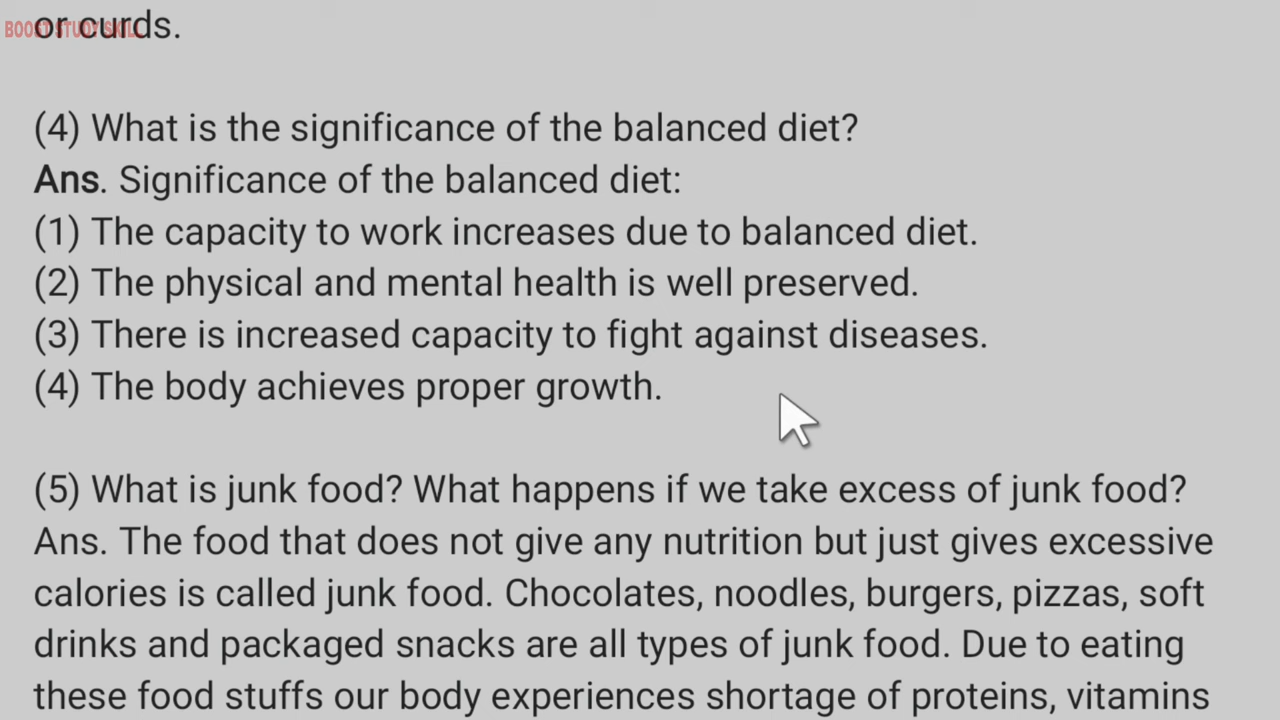 BOOST STUDY SKILL
or curds.
(4) What is the significance of the balanced diet?
Ans. Significance of the balanced diet:
(1) The capacity to work increases due to balanced diet.
(2) The physical and mental health is well preserved.
(3) There is increased capacity to fight against diseases.
(4) The body achieves proper growth.
(5) What is junk food? What happens if we take excess of junk food?
Ans. The food that does not give any nutrition but just gives excessive
calories is called junk food. Chocolates, noodles, burgers, pizzas, soft
drinks and packaged snacks are all types of junk food. Due to eating
these food stuffs our body experiences shortage of proteins, vitamins